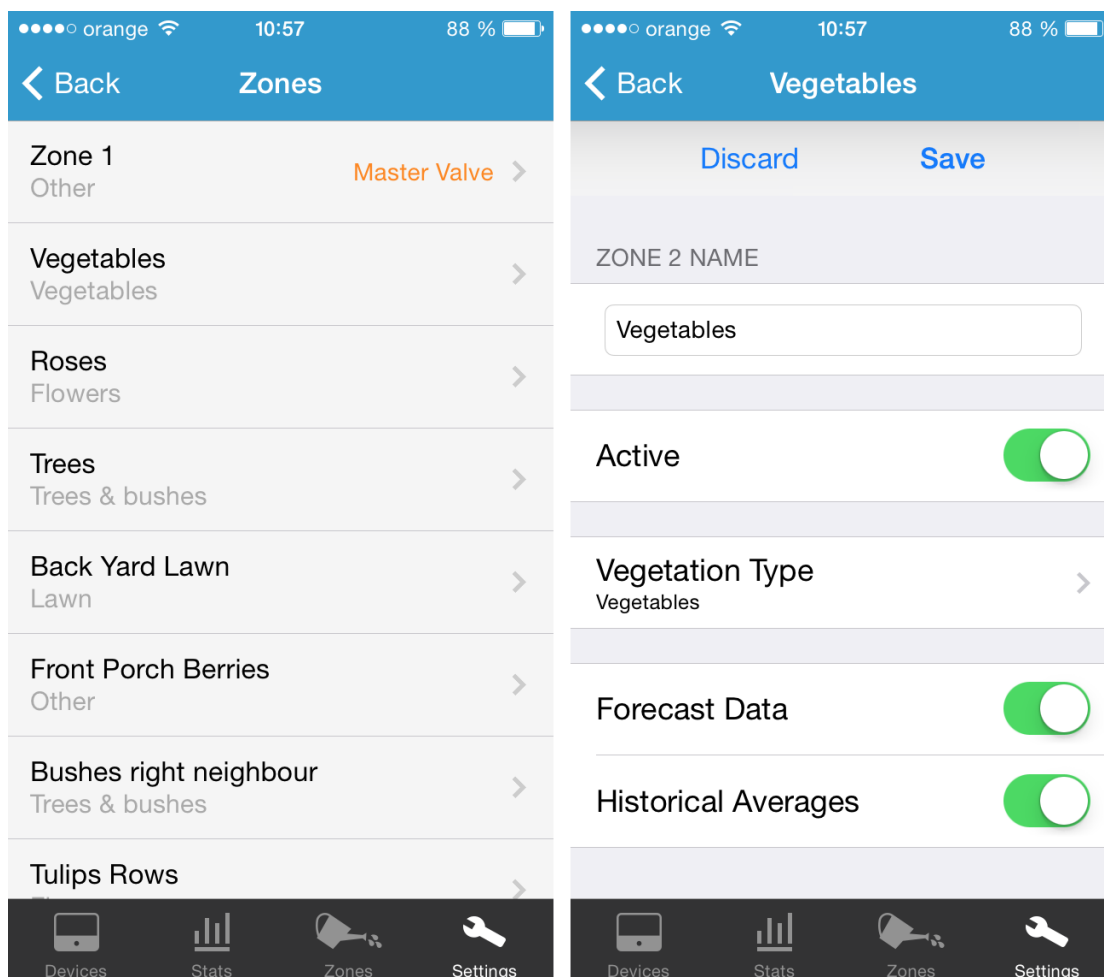 orange 10:57 88 %
Back Zones
Zone 1
Other
Master Valve
Vegetables
Vegetables
Roses
Flowers
Trees
Trees & bushes
Back Yard Lawn
Lawn
Front Porch Berries
Other
Bushes right neighbour
Trees & bushes
Tulips Rows
Devices Stats Zones Settings
orange 10:57 88 %
Back Vegetables
Discard Save
ZONE 2 NAME
Vegetables
Active
Vegetation Type
Vegetables
Forecast Data
Historical Averages
Devices Stats Zones Settings